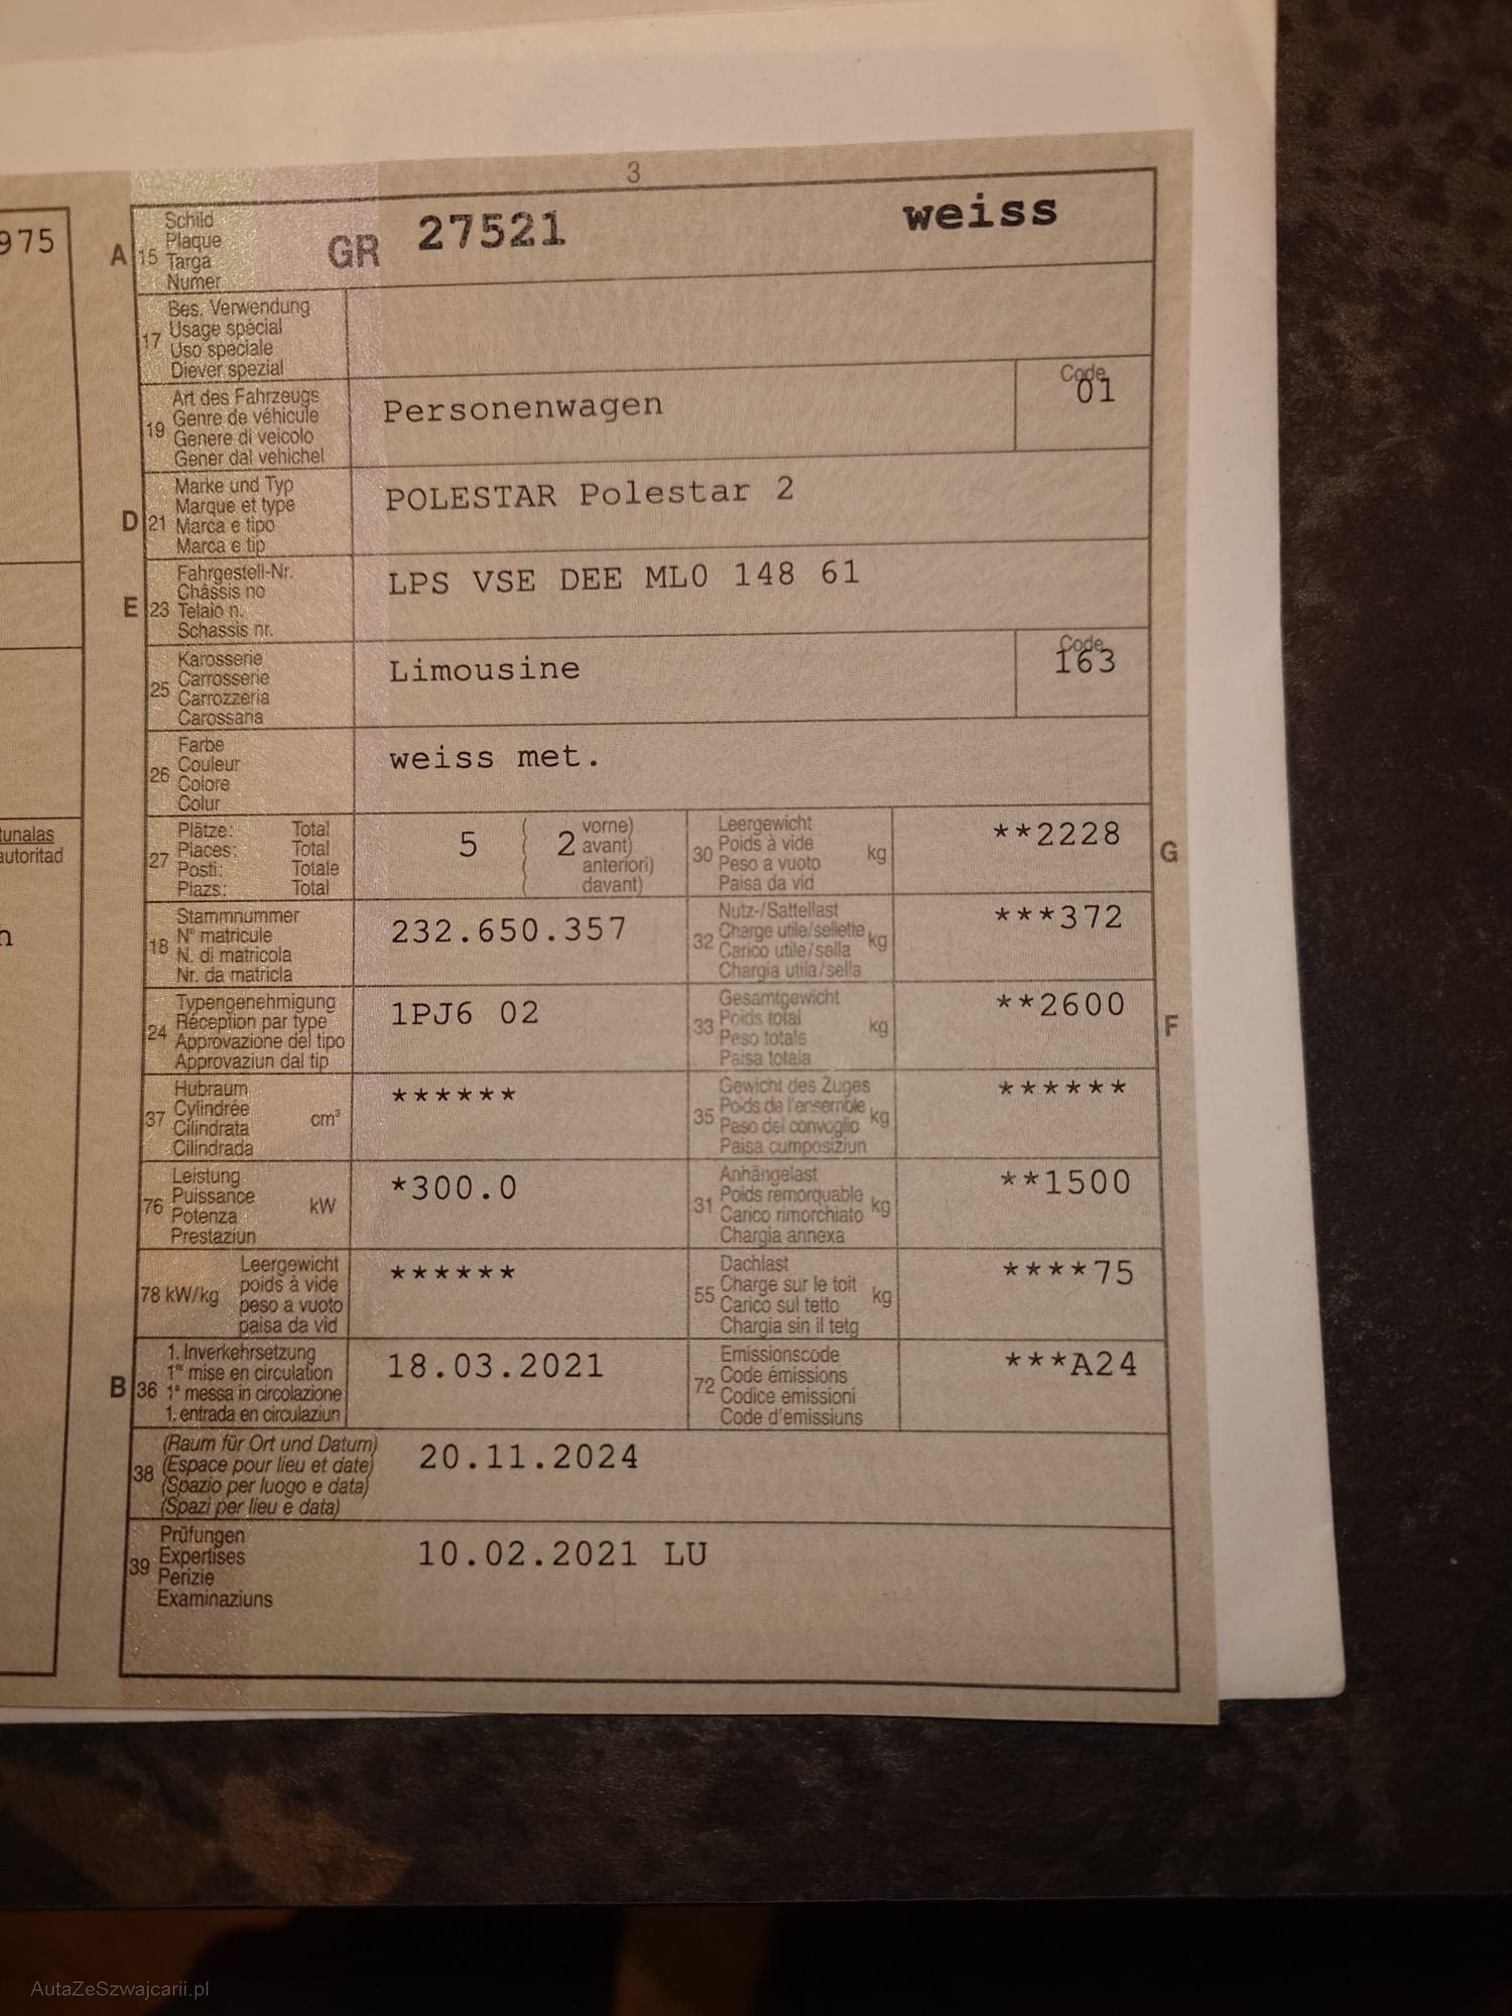 3
975
A 15 Schild
Plaque
Targa
Numer
GR 27521 weiss
17 Bes. Verwendung
Usage spécial
Uso speciale
Diever spezial
19 Art des Fahrzeugs
Genre de véhicule
Genere di veicolo
Gener dal vehichel
Personenwagen
Code
01
D 21 Marke und Typ
Marque et type
Marca e tipo
Marca e tip
POLESTAR Polestar 2
E 23 Fahrgestell-Nr.
Châssis no
Telaio n.
Schassis nr.
LPS VSE DEE ML0 148 61
25 Karosserie
Carrosserie
Carrozzeria
Carossaria
Limousine
Code
163
26 Farbe
Couleur
Colore
Colur
weiss met.
tunalas
autoritad
27 Plätze: Total
Places: Total
Posti: Totale
Plazs: Total
5 ( 2 vorne)
( avant)
( anteriori)
( davant)
30 Leergewicht
Poids à vide
Peso a vuoto
Paisa da vid
kg
**2228
G
h
18 Stammnummer
N° matricule
N. di matricola
Nr. da matricla
232.650.357
32 Nutz-/Sattellast
Charge utile/sellette
Carico utile/salla
Chargia utila/sella
kg
***372
24 Typengenehmigung
Réception par type
Approvazione del tipo
Approvaziun dal tip
1PJ6 02
33 Gesamtgewicht
Poids total
Peso totale
Paisa totala
kg
**2600
F
37 Hubraum
Cylindrée
Cilindrata
Cilindrada
cm³
******
35 Gewicht des Zuges
Poids de l'ensemble
Peso del convoglio
Paisa cumposiziun
kg
******
76 Leistung
Puissance
Potenza
Prestaziun
kW
*300.0
31 Anhängelast
Poids remorquable
Carico rimorchiato
Chargia annexa
kg
**1500
78 kW/kg Leergewicht
poids à vide
peso a vuoto
paisa da vid
******
55 Dachlast
Charge sur le toit
Carico sul tetto
Chargia sin il tetg
kg
****75
B 36 1. Inverkehrsetzung
1re mise en circulation
1a messa in circolazione
1. entrada en circulaziun
18.03.2021
72 Emissionscode
Code émissions
Codice emissioni
Code d'emissiuns
***A24
38 (Raum für Ort und Datum)
(Espace pour lieu et date)
(Spazio per luogo e data)
(Spazi per lieu e data)
20.11.2024
39 Prüfungen
Expertises
Perizie
Examinaziuns
10.02.2021 LU
AutaZeSzwajcarii.pl